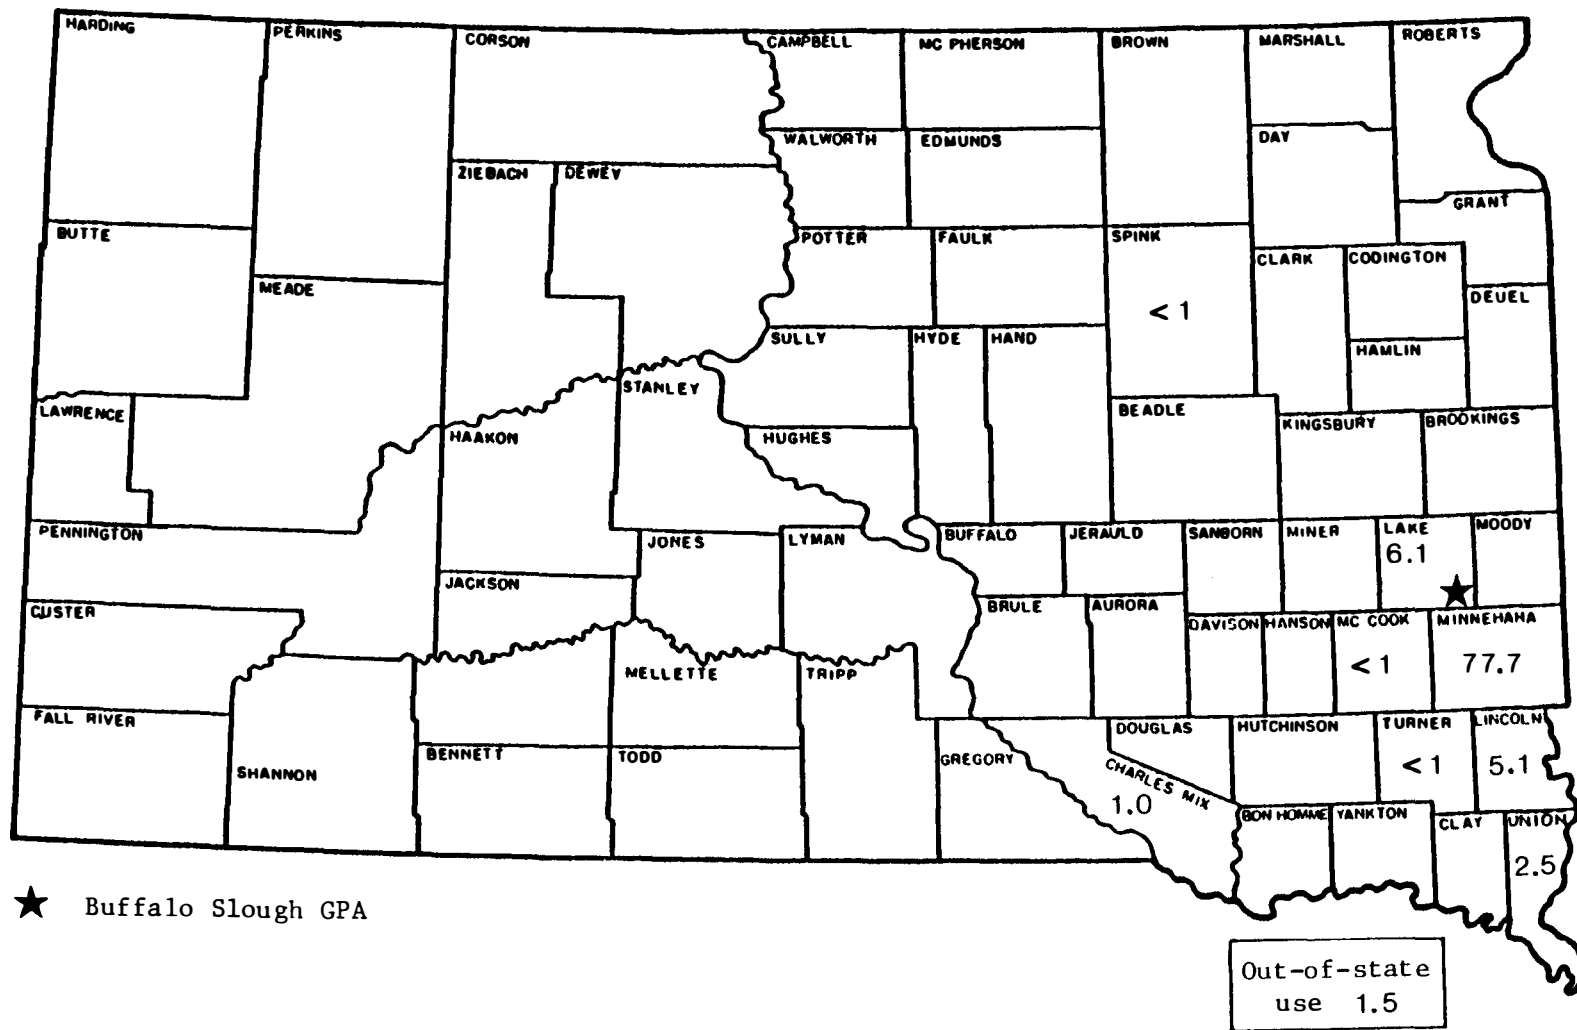 HARDING
PERKINS
CORSON
CAMPBELL
MC PHERSON
BROWN
MARSHALL
ROBERTS
WALWORTH
EDMUNDS
DAY
ZIEBACH
DEWEY
GRANT
BUTTE
POTTER
FAULK
SPINK
< 1
CLARK
CODINGTON
MEADE
DEUEL
SULLY
HYDE
HAND
HAMLIN
STANLEY
LAWRENCE
BEADLE
HAAKON
HUGHES
KINGSBURY
BROOKINGS
PENNINGTON
JONES
LYMAN
BUFFALO
JERAULD
SANBORN
MINER
LAKE
6.1
MOODY
JACKSON
CUSTER
BRULE
AURORA
DAVISON
HANSON
MC COOK
< 1
MINNEHAHA
77.7
MELLETTE
TRIPP
FALL RIVER
SHANNON
BENNETT
TODD
GREGORY
DOUGLAS
CHARLES MIX
1.0
HUTCHINSON
TURNER
< 1
LINCOLN
5.1
BON HOMME
YANKTON
CLAY
UNION
2.5
Buffalo Slough GPA
Out-of-state
use 1.5